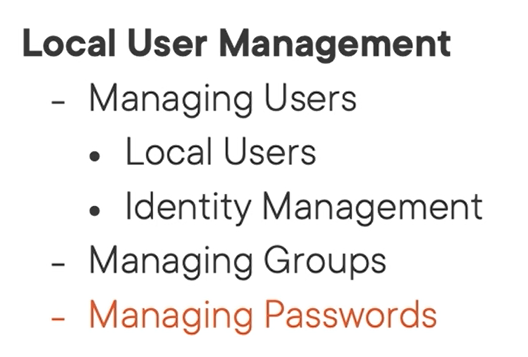 Local User Management
- Managing Users
• Local Users
• Identity Management
- Managing Groups
- Managing Passwords